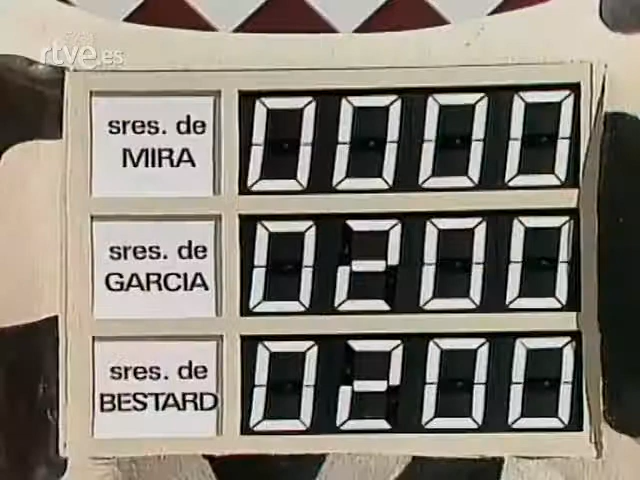 rtve.es
sres. de
MIRA
0000
sres. de
GARCIA
0200
sres. de
BESTARD
0200